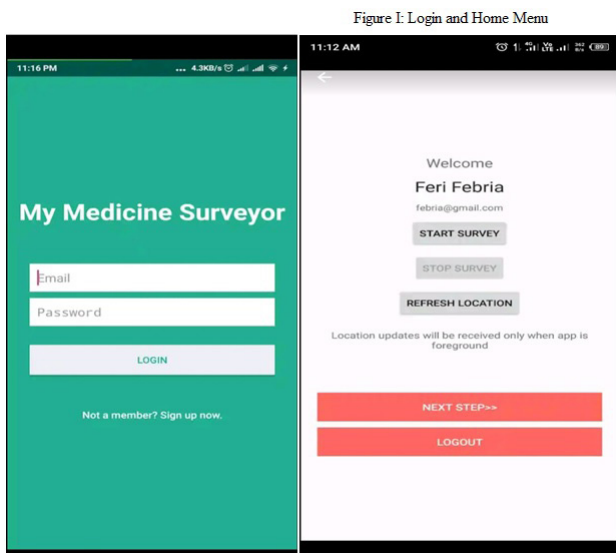 Figure I: Login and Home Menu
11:16 PM ... 4.3KB/s
My Medicine Surveyor
Email
Password
LOGIN
Not a member? Sign up now.
11:12 AM
Welcome
Feri Febria
febria@gmail.com
START SURVEY
STOP SURVEY
REFRESH LOCATION
Location updates will be received only when app is
foreground
NEXT STEP>>
LOGOUT